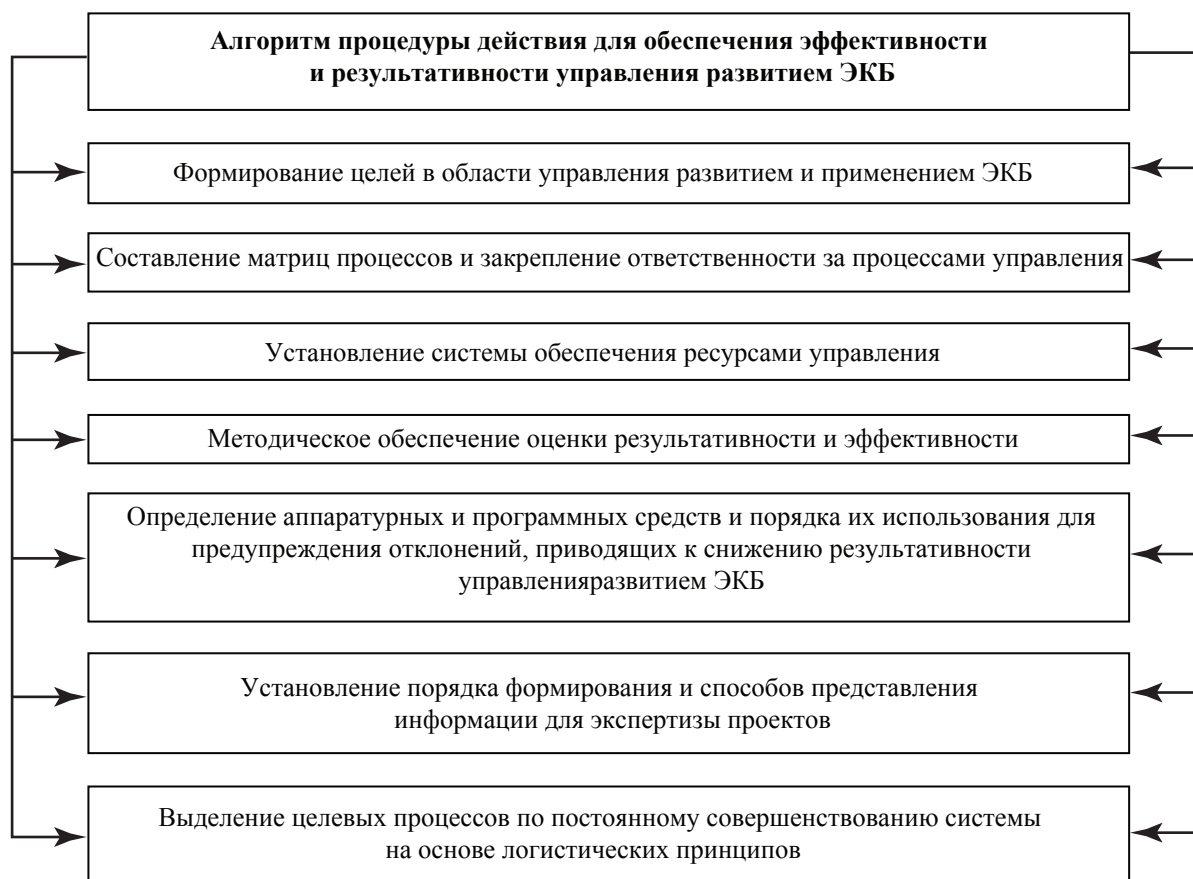 Алгоритм процедуры действия для обеспечения эффективности
и результативности управления развитием ЭКБ
Формирование целей в области управления развитием и применением ЭКБ
Составление матриц процессов и закрепление ответственности за процессами управления
Установление системы обеспечения ресурсами управления
Методическое обеспечение оценки результативности и эффективности
Определение аппаратурных и программных средств и порядка их использования для
предупреждения отклонений, приводящих к снижению результативности
управленияразвитием ЭКБ
Установление порядка формирования и способов представления
информации для экспертизы проектов
Выделение целевых процессов по постоянному совершенствованию системы
на основе логистических принципов